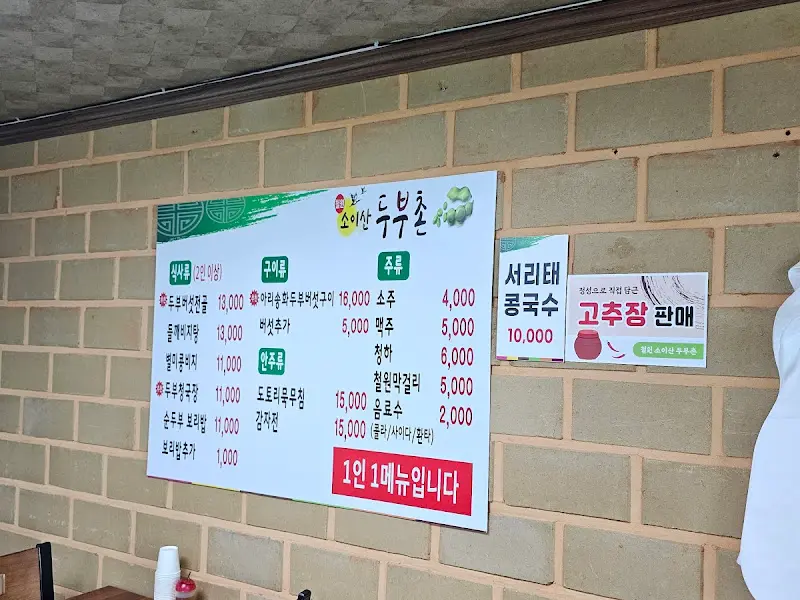 철원 소이산 두부촌
식사류 (2인 이상)
두부버섯전골 13,000
들깨비지탕 13,000
별미콩비지 11,000
두부청국장 11,000
순두부 보리밥 11,000
보리밥추가 1,000
구이류
아리송화두부버섯구이 16,000
버섯추가 5,000
안주류
도토리묵무침 15,000
감자전 15,000
주류
소주 4,000
맥주 5,000
청하 6,000
철원막걸리 5,000
음료수 2,000
(콜라/사이다/환타)
1인 1메뉴입니다
서리태
콩국수
10,000
정성으로 직접 담근
고추장 판매
철원 소이산 두부촌